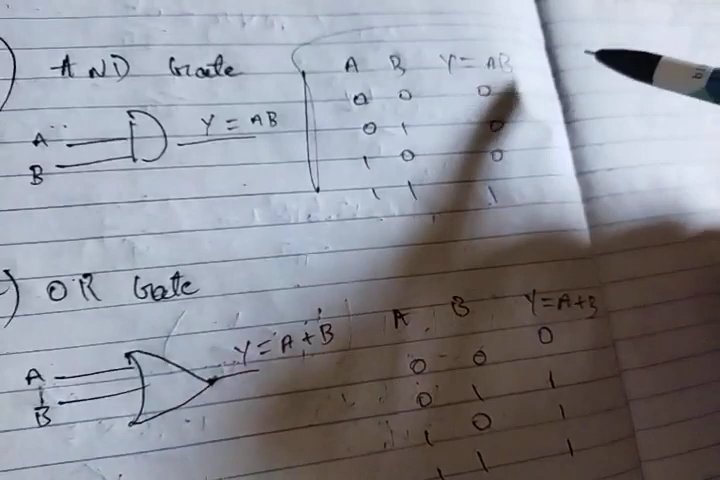 AND Gate
A B Y = AB
0 0 0
0 1 0
1 0 0
1 1 1
A
B
Y = AB
OR Gate
A B Y = A + B
0 0 0
0 1 1
1 0 1
1 1 1
A
B
Y = A + B